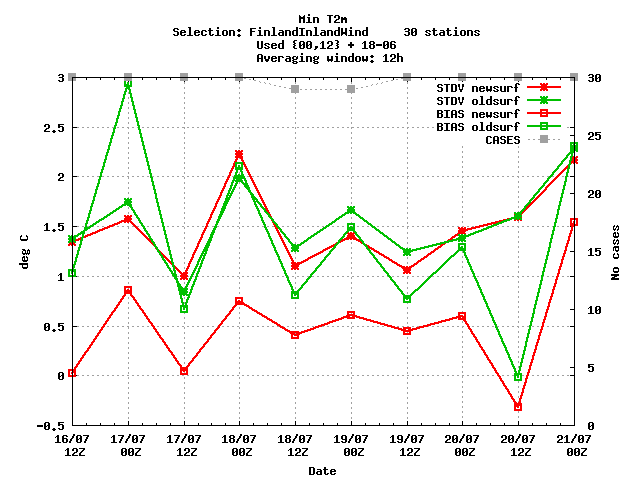 Min T2m
Selection: FinlandInlandWind     30 stations
Used {00,12} + 18-06
Averaging window: 12h
STDV newsurf
STDV oldsurf
BIAS newsurf
BIAS oldsurf
CASES
deg C
3
2.5
2
1.5
1
0.5
0
-0.5
30
25
20
15
10
5
0
No cases
16/07 17/07 17/07 18/07 18/07 19/07 19/07 20/07 20/07 21/07
12Z 00Z 12Z 00Z 12Z 00Z 12Z 00Z 12Z 00Z
Date